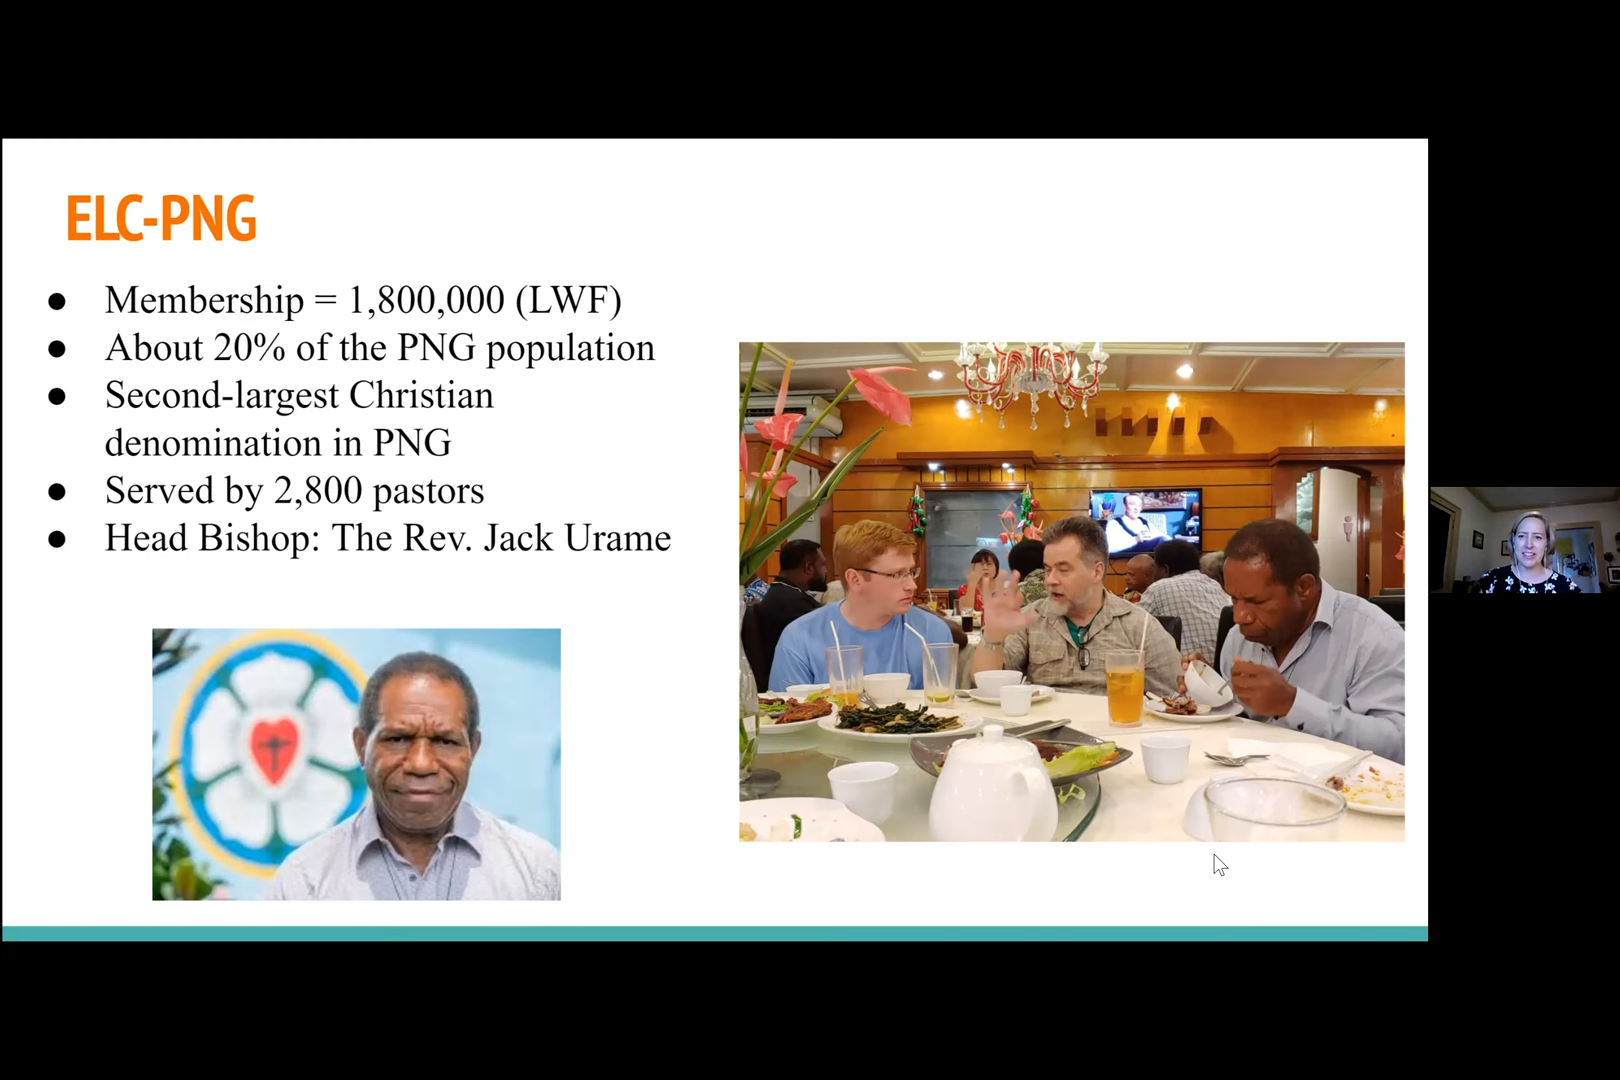 ELC-PNG
● Membership = 1,800,000 (LWF)
● About 20% of the PNG population
● Second-largest Christian
denomination in PNG
● Served by 2,800 pastors
● Head Bishop: The Rev. Jack Urame